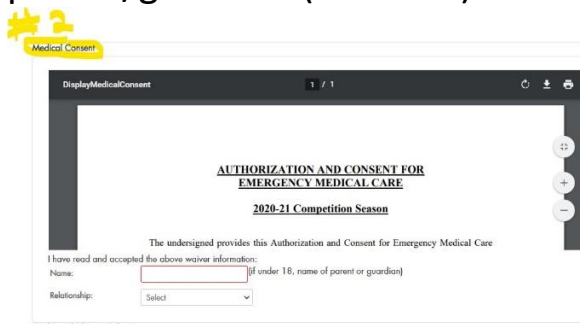 #2
Medical Consent
DisplayMedicalConsent 1 / 1
AUTHORIZATION AND CONSENT FOR
EMERGENCY MEDICAL CARE
2020-21 Competition Season
The undersigned provides this Authorization and Consent for Emergency Medical Care
I have read and accepted the above waiver information:
Name: (if under 18, name of parent or guardian)
Relationship: Select